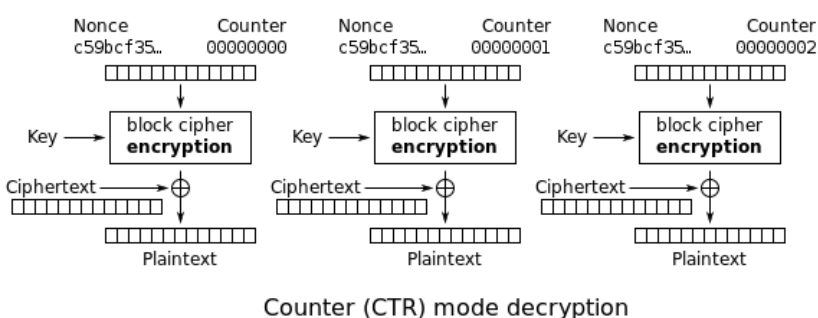 Nonce Counter Nonce Counter Nonce Counter
c59bcf35… 00000000 c59bcf35… 00000001 c59bcf35… 00000002
Key block cipher encryption Key block cipher encryption Key block cipher encryption
Ciphertext Ciphertext Ciphertext
Plaintext Plaintext Plaintext
Counter (CTR) mode decryption